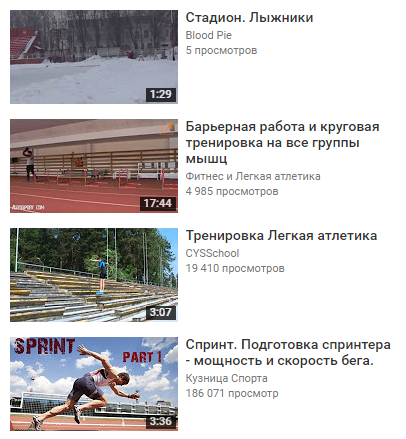 Стадион. Лыжники
Blood Pie
5 просмотров
1:29
Барьерная работа и круговая
тренировка на все группы
мышц
Фитнес и Легкая атлетика
4 985 просмотров
17:44
Тренировка Легкая атлетика
CYSSchool
19 410 просмотров
3:07
SPRINT
PART 1
3:36
Спринт. Подготовка спринтера
- мощность и скорость бега.
Кузница Спорта
186 071 просмотр